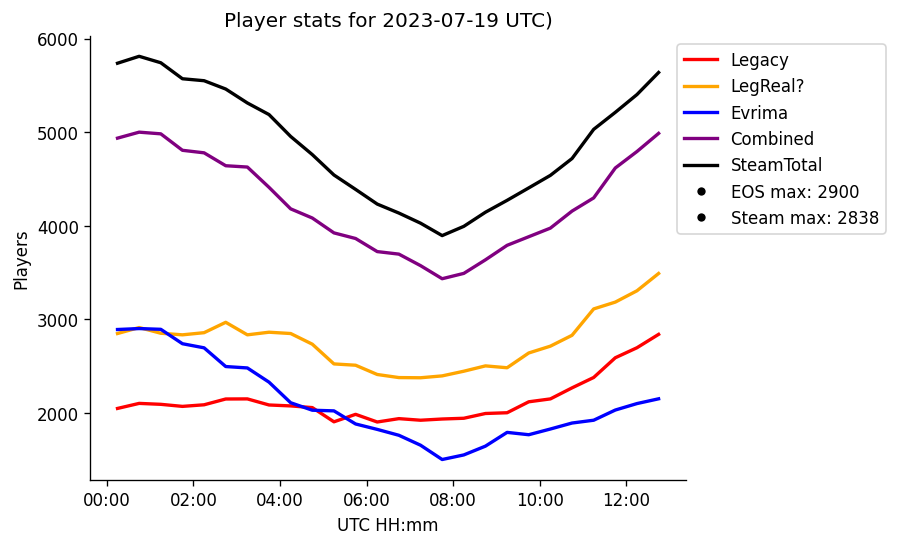 Player stats for 2023-07-19 UTC)
6000
5000
4000
3000
2000
Players
00:00 02:00 04:00 06:00 08:00 10:00 12:00
UTC HH:mm
Legacy
LegReal?
Evrima
Combined
SteamTotal
EOS max: 2900
Steam max: 2838